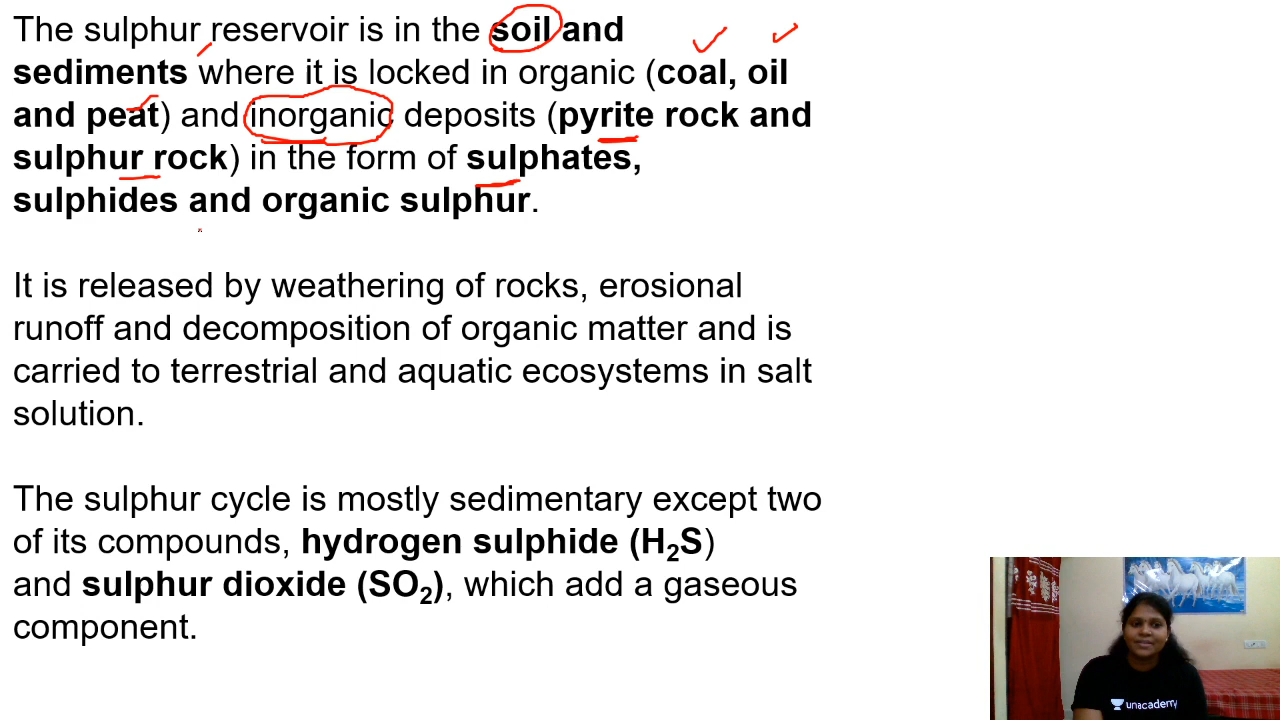 The sulphur reservoir is in the soil and
sediments where it is locked in organic (coal, oil
and peat) and inorganic deposits (pyrite rock and
sulphur rock) in the form of sulphates,
sulphides and organic sulphur.
It is released by weathering of rocks, erosional
runoff and decomposition of organic matter and is
carried to terrestrial and aquatic ecosystems in salt
solution.
The sulphur cycle is mostly sedimentary except two
of its compounds, hydrogen sulphide (H₂S)
and sulphur dioxide (SO₂), which add a gaseous
component.
unacademy